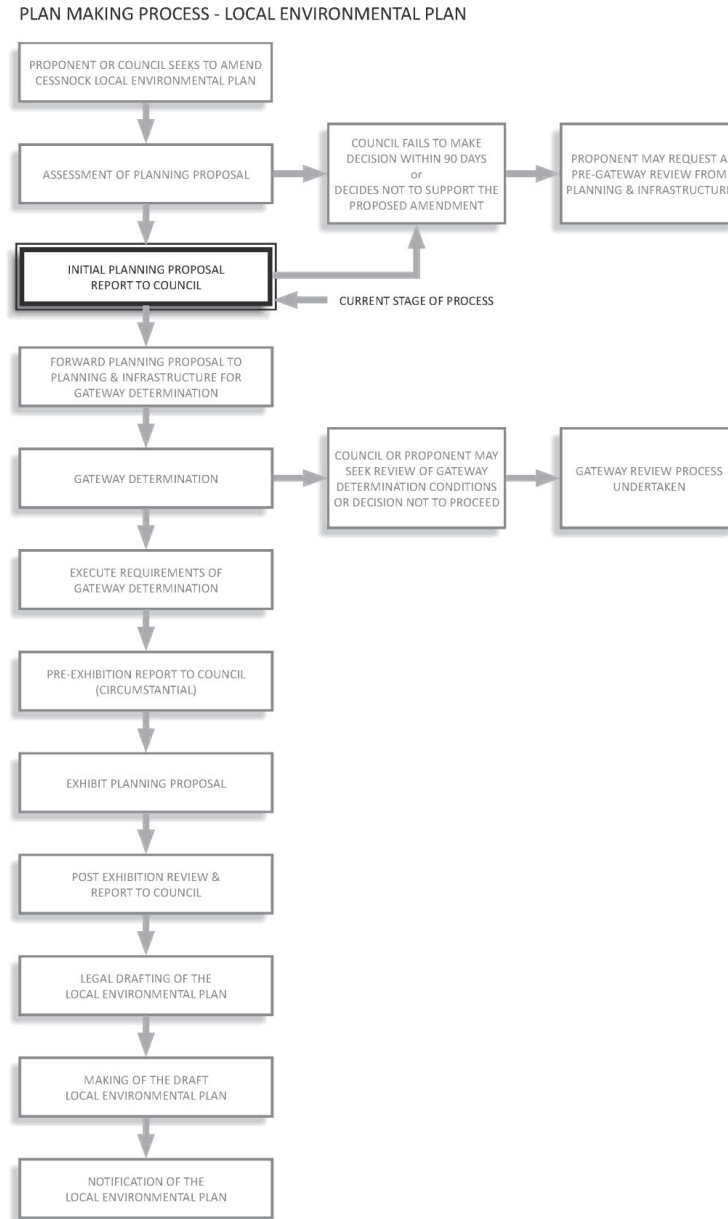 PLAN MAKING PROCESS - LOCAL ENVIRONMENTAL PLAN
PROPONENT OR COUNCIL SEEKS TO AMEND
CESSNOCK LOCAL ENVIRONMENTAL PLAN
ASSESSMENT OF PLANNING PROPOSAL
COUNCIL FAILS TO MAKE
DECISION WITHIN 90 DAYS
or
DECIDES NOT TO SUPPORT THE
PROPOSED AMENDMENT
PROPONENT MAY REQUEST A
PRE-GATEWAY REVIEW FROM
PLANNING & INFRASTRUCTURE
INITIAL PLANNING PROPOSAL
REPORT TO COUNCIL
CURRENT STAGE OF PROCESS
FORWARD PLANNING PROPOSAL TO
PLANNING & INFRASTRUCTURE FOR
GATEWAY DETERMINATION
GATEWAY DETERMINATION
COUNCIL OR PROPONENT MAY
SEEK REVIEW OF GATEWAY
DETERMINATION CONDITIONS
OR DECISION NOT TO PROCEED
GATEWAY REVIEW PROCESS
UNDERTAKEN
EXECUTE REQUIREMENTS OF
GATEWAY DETERMINATION
PRE-EXHIBITION REPORT TO COUNCIL
(CIRCUMSTANTIAL)
EXHIBIT PLANNING PROPOSAL
POST EXHIBITION REVIEW &
REPORT TO COUNCIL
LEGAL DRAFTING OF THE
LOCAL ENVIRONMENTAL PLAN
MAKING OF THE DRAFT
LOCAL ENVIRONMENTAL PLAN
NOTIFICATION OF THE
LOCAL ENVIRONMENTAL PLAN